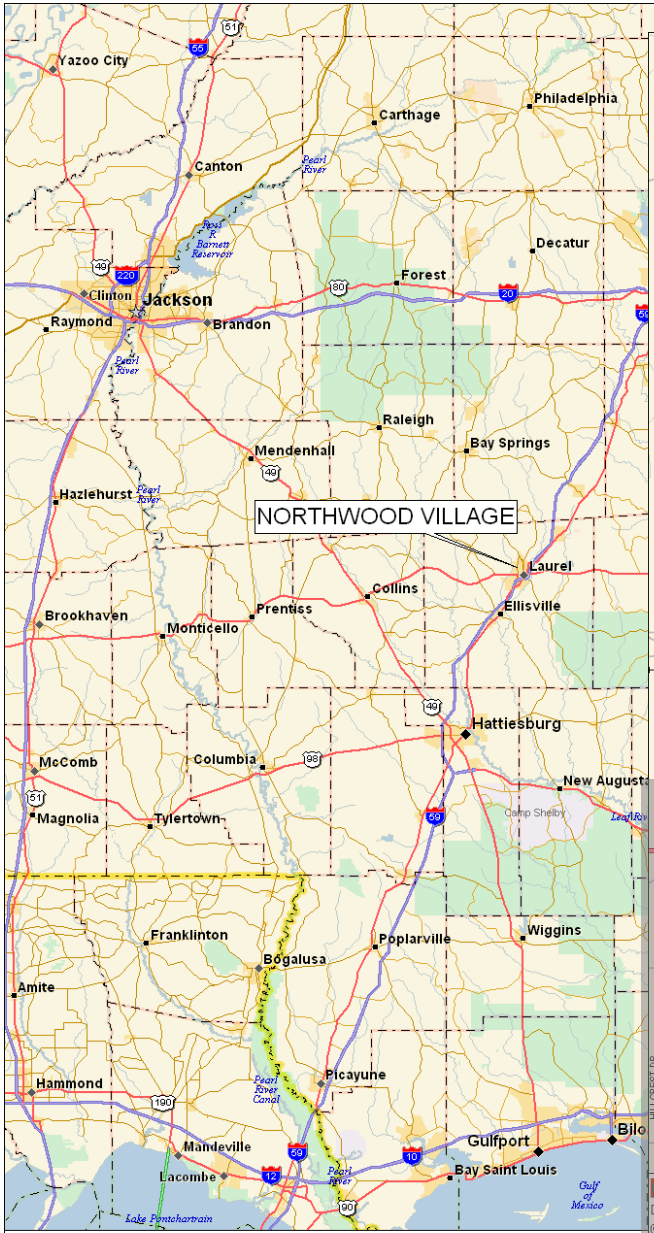 51
55
Yazoo City
Philadelphia
Carthage
Pearl
River
Canton
Ross
R
Barnett
Reservoir
Decatur
49
220
Forest
80
Clinton
Jackson
20
Raymond
Brandon
59
Pearl
River
Raleigh
Bay Springs
Mendenhall
49
Pearl
River
Hazlehurst
NORTHWOOD VILLAGE
Laurel
Collins
Ellisville
Prentiss
Brookhaven
Monticello
49
Hattiesburg
McComb
Columbia
98
New Augusta
51
Magnolia
Tylertown
59
Camp Shelby
Leaf Riv
Franklinton
Wiggins
Poplarville
Bogalusa
Amite
Picayune
Hammond
Pearl
River
Canal
190
HILLCREST DR
Bilo
Gulfport
Mandeville
59
10
Lacombe
12
Pearl
River
Bay Saint Louis
Gulf
of
Mexico
90
Lake Pontchartrain